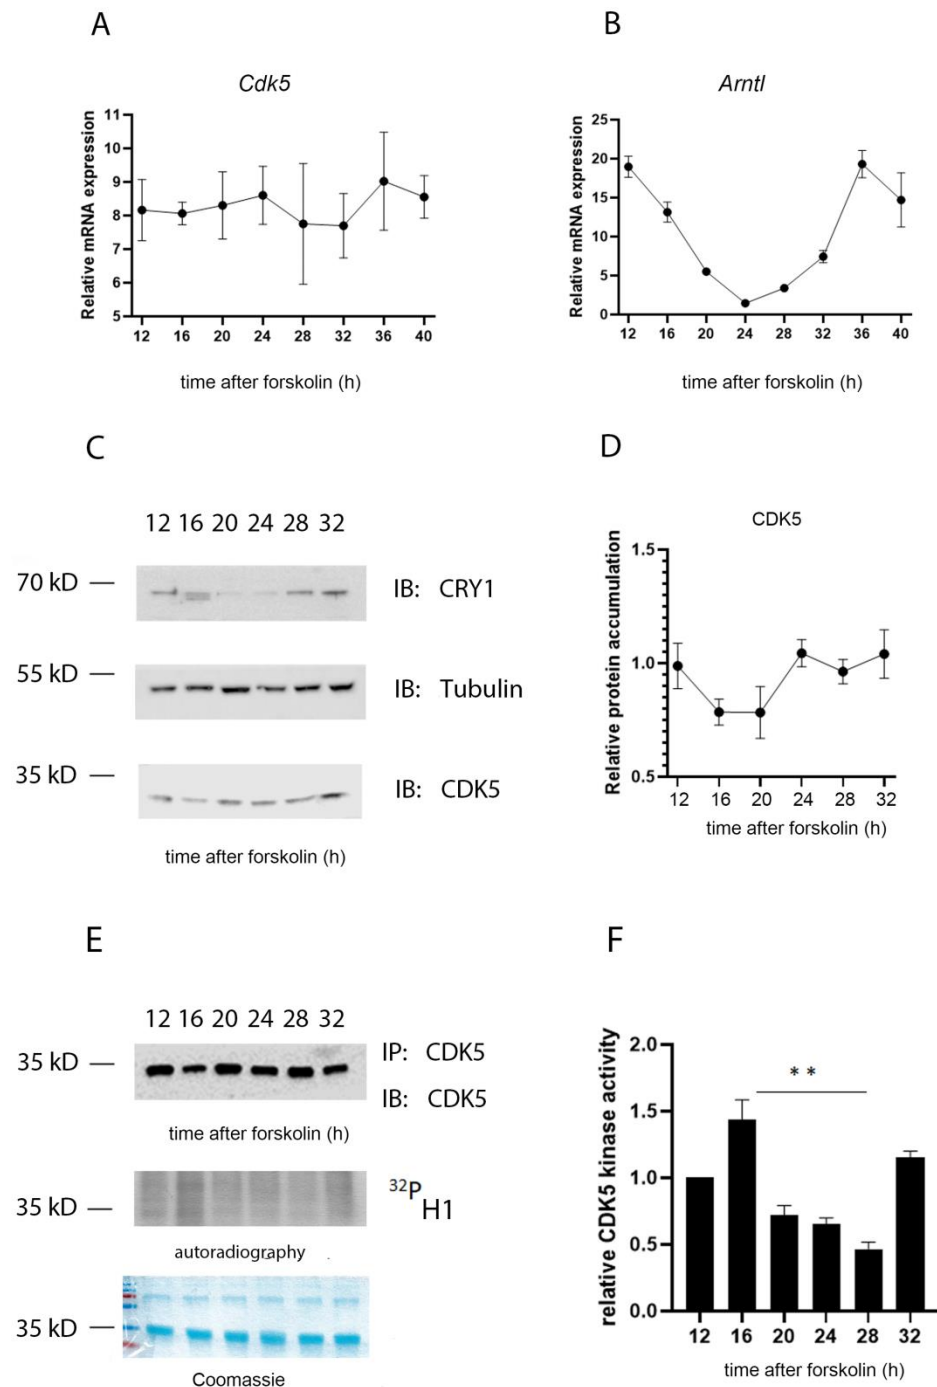 A
Cdk5
Relative mRNA expression
11
10
9
8
7
6
5
12 16 20 24 28 32 36 40
time after forskolin (h)
B
Arntl
Relative mRNA expression
25
20
15
10
5
0
12 16 20 24 28 32 36 40
time after forskolin (h)
C
12 16 20 24 28 32
70 kD
IB: CRY1
55 kD
IB: Tubulin
35 kD
IB: CDK5
time after forskolin (h)
D
CDK5
Relative protein accumulation
1.5
1.0
0.5
12 16 20 24 28 32
time after forskolin (h)
E
12 16 20 24 28 32
35 kD
IP: CDK5
IB: CDK5
time after forskolin (h)
35 kD
32P H1
autoradiography
35 kD
Coomassie
F
relative CDK5 kinase activity
2.0
1.5
1.0
0.5
0.0
**
12 16 20 24 28 32
time after forskolin (h)